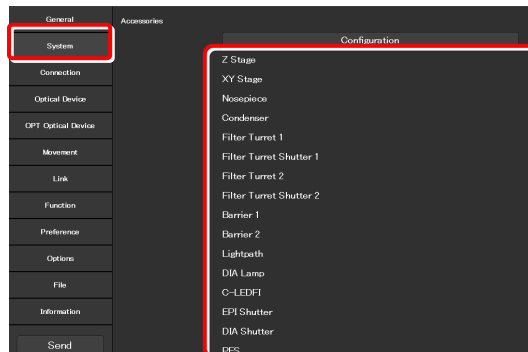 General
System
Connection
Optical Device
OPT Optical Device
Movement
Link
Function
Preference
Options
File
Information
Send
Accessories
Configuration
Z Stage
XY Stage
Nosepiece
Condenser
Filter Turret 1
Filter Turret Shutter 1
Filter Turret 2
Filter Turret Shutter 2
Barrier 1
Barrier 2
Lightpath
DIA Lamp
C-LEDFI
EPI Shutter
DIA Shutter
PFS